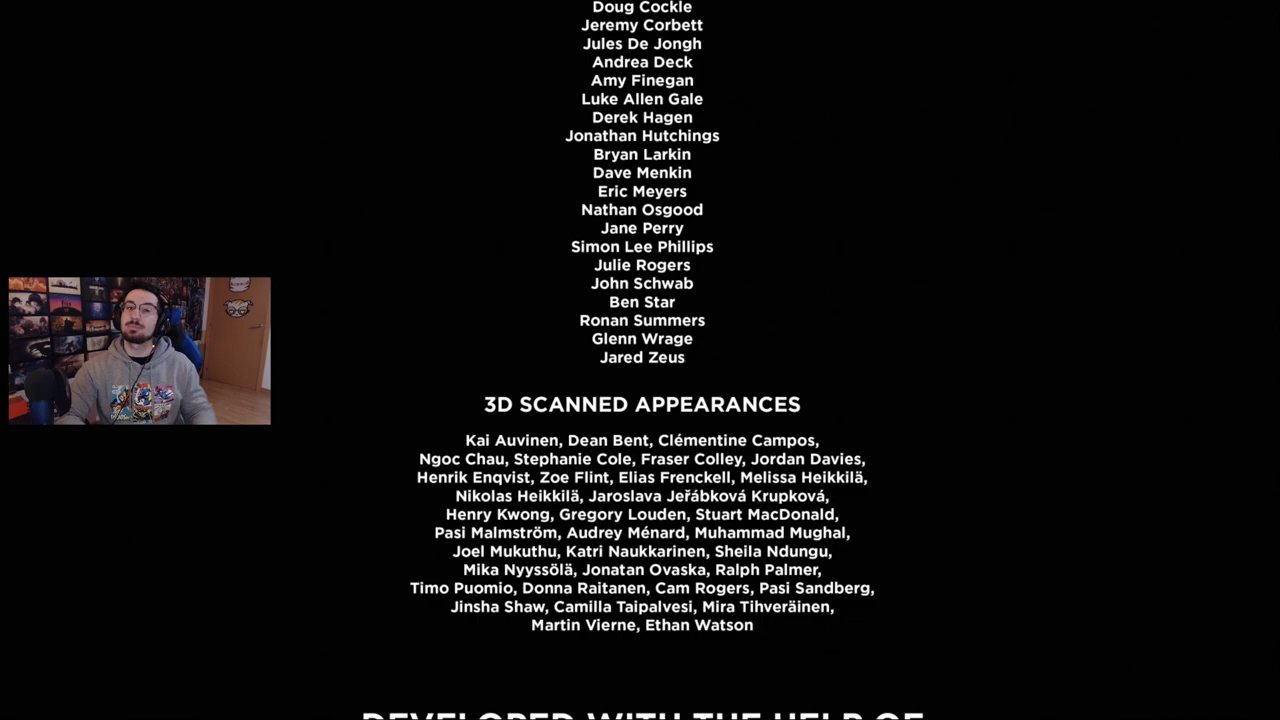 Doug Cockle
Jeremy Corbett
Jules De Jongh
Andrea Deck
Amy Finegan
Luke Allen Gale
Derek Hagen
Jonathan Hutchings
Bryan Larkin
Dave Menkin
Eric Meyers
Nathan Osgood
Jane Perry
Simon Lee Phillips
Julie Rogers
John Schwab
Ben Star
Ronan Summers
Glenn Wrage
Jared Zeus
3D SCANNED APPEARANCES
Kai Auvinen, Dean Bent, Clémentine Campos,
Ngoc Chau, Stephanie Cole, Fraser Colley, Jordan Davies,
Henrik Enqvist, Zoe Flint, Elias Frenckell, Melissa Heikkilä,
Nikolas Heikkilä, Jaroslava Jeřábková Krupková,
Henry Kwong, Gregory Louden, Stuart MacDonald,
Pasi Malmström, Audrey Ménard, Muhammad Mughal,
Joel Mukuthu, Katri Naukkarinen, Sheila Ndungu,
Mika Nyyssölä, Jonatan Ovaska, Ralph Palmer,
Timo Puomio, Donna Raitanen, Cam Rogers, Pasi Sandberg,
Jinsha Shaw, Camilla Taipalvesi, Mira Tihveräinen,
Martin Vierne, Ethan Watson
DEVELOPED WITH THE HELP OF